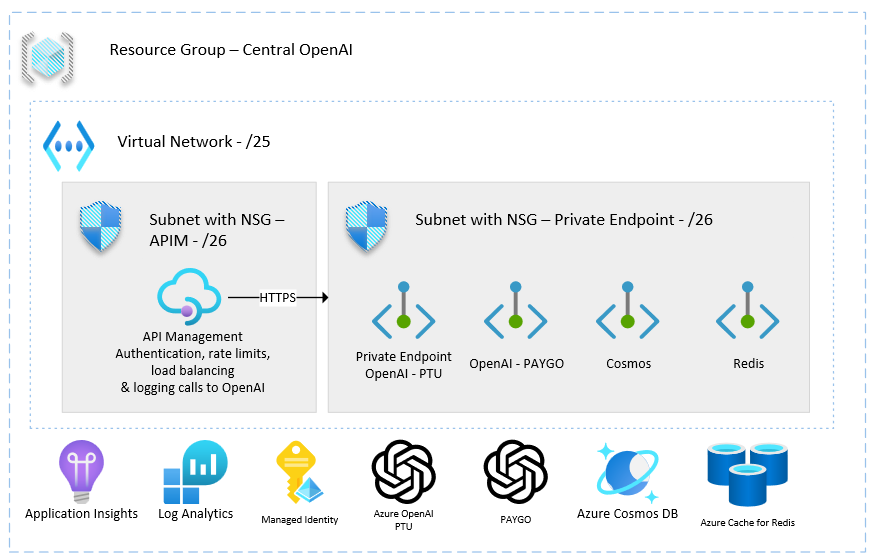 Resource Group – Central OpenAI
Virtual Network - /25
Subnet with NSG –
APIM - /26
Subnet with NSG – Private Endpoint - /26
HTTPS
API Management
Authentication, rate limits,
load balancing
& logging calls to OpenAI
Private Endpoint
OpenAI - PTU
OpenAI - PAYGO
Cosmos
Redis
Application Insights
Log Analytics
Managed Identity
Azure OpenAI
PTU
PAYGO
Azure Cosmos DB
Azure Cache for Redis